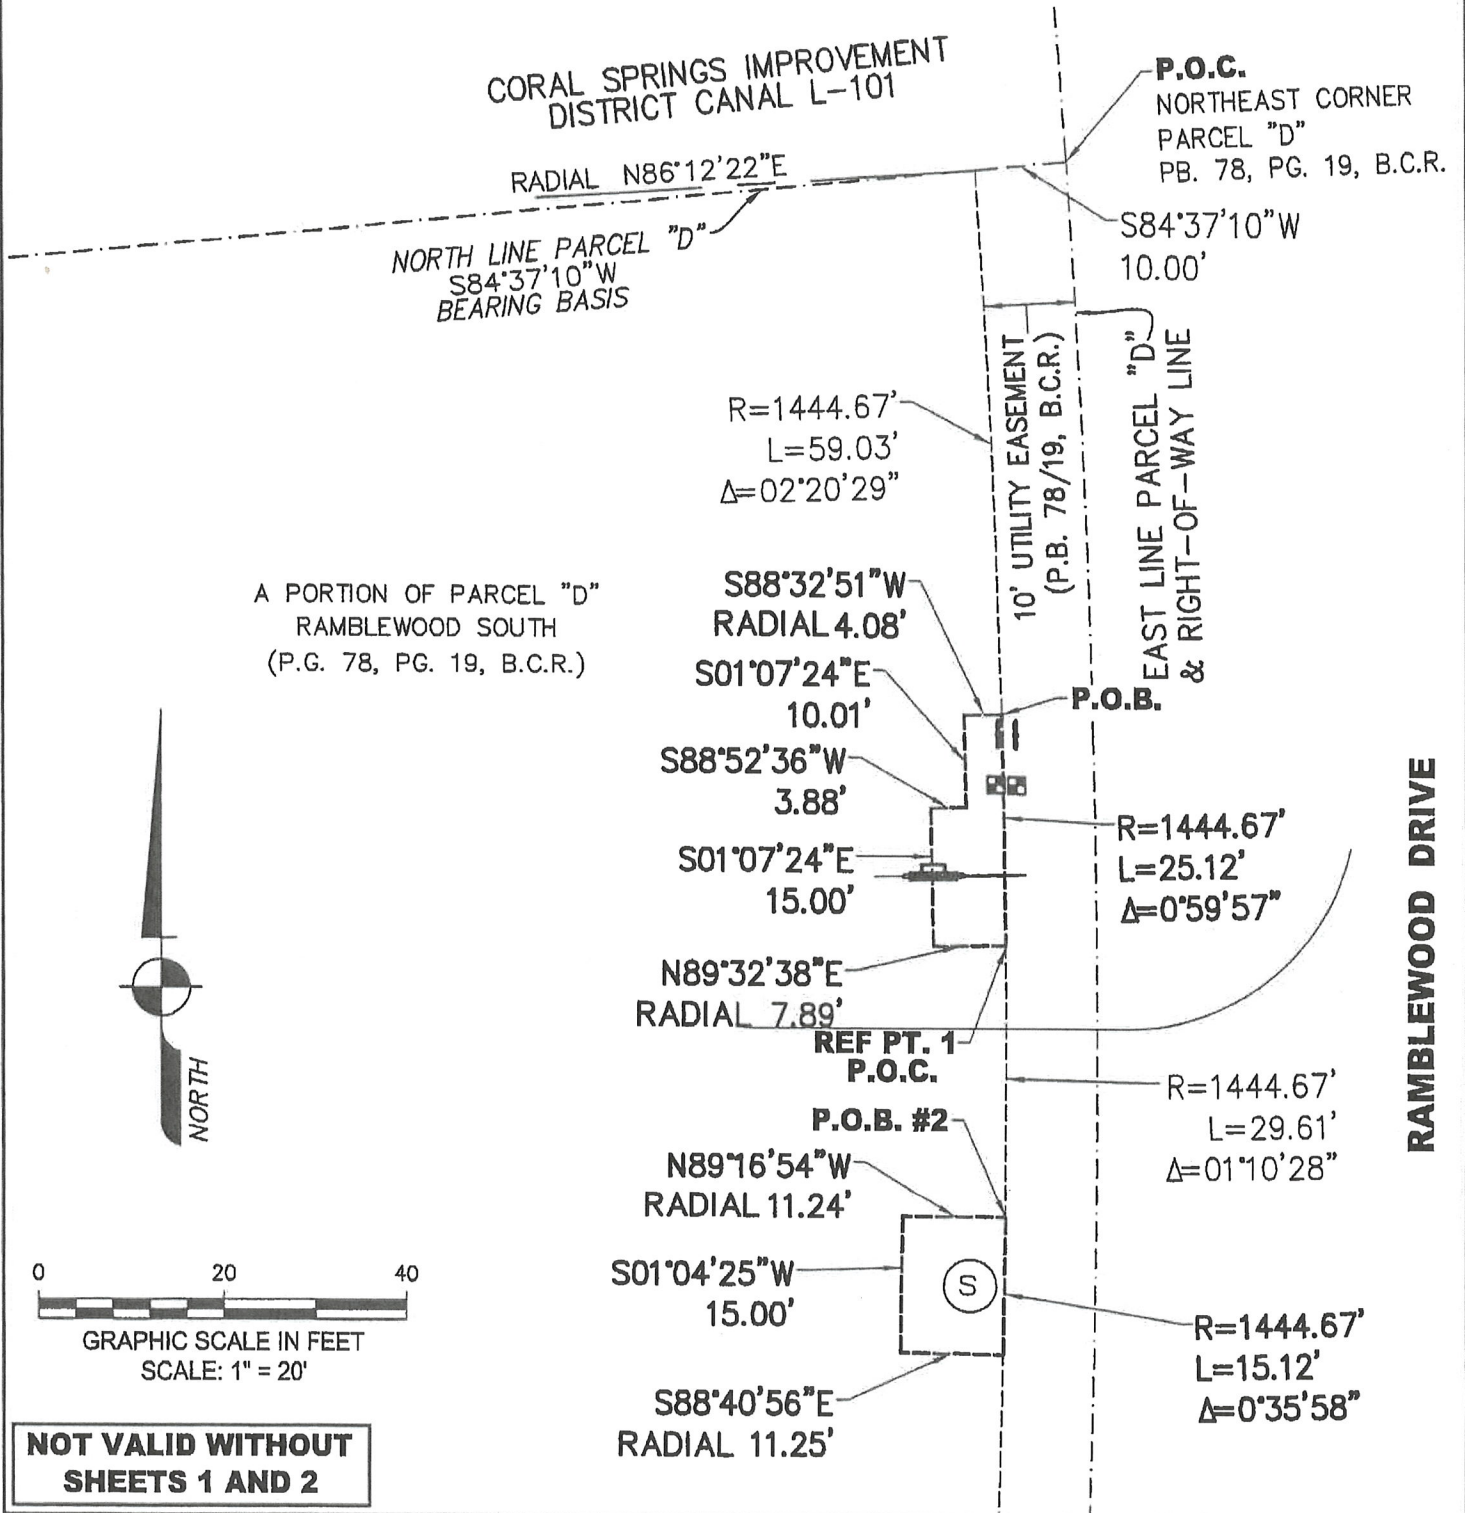 CORAL SPRINGS IMPROVEMENT
DISTRICT CANAL L-101
P.O.C.
NORTHEAST CORNER
PARCEL "D"
PB. 78, PG. 19, B.C.R.
RADIAL N86°12'22"E
S84°37'10"W
10.00'
NORTH LINE PARCEL "D"
S84°37'10"W
BEARING BASIS
10' UTILITY EASEMENT
(P.B. 78/19, B.C.R.)
EAST LINE PARCEL "D"
& RIGHT-OF-WAY LINE
R=1444.67'
L=59.03'
Δ=02°20'29"
A PORTION OF PARCEL "D"
RAMBLEWOOD SOUTH
(P.G. 78, PG. 19, B.C.R.)
S88°32'51"W
RADIAL 4.08'
S01°07'24"E
10.01'
P.O.B.
S88°52'36"W
3.88'
S01°07'24"E
15.00'
R=1444.67'
L=25.12'
Δ=0°59'57"
RAMBLEWOOD DRIVE
N89°32'38"E
RADIAL 7.89'
REF PT. 1
P.O.C.
NORTH
R=1444.67'
L=29.61'
Δ=01°10'28"
P.O.B. #2
N89°16'54"W
RADIAL 11.24'
S01°04'25"W
15.00'
S
R=1444.67'
L=15.12'
Δ=0°35'58"
S88°40'56"E
RADIAL 11.25'
0 20 40
GRAPHIC SCALE IN FEET
SCALE: 1" = 20'
NOT VALID WITHOUT
SHEETS 1 AND 2